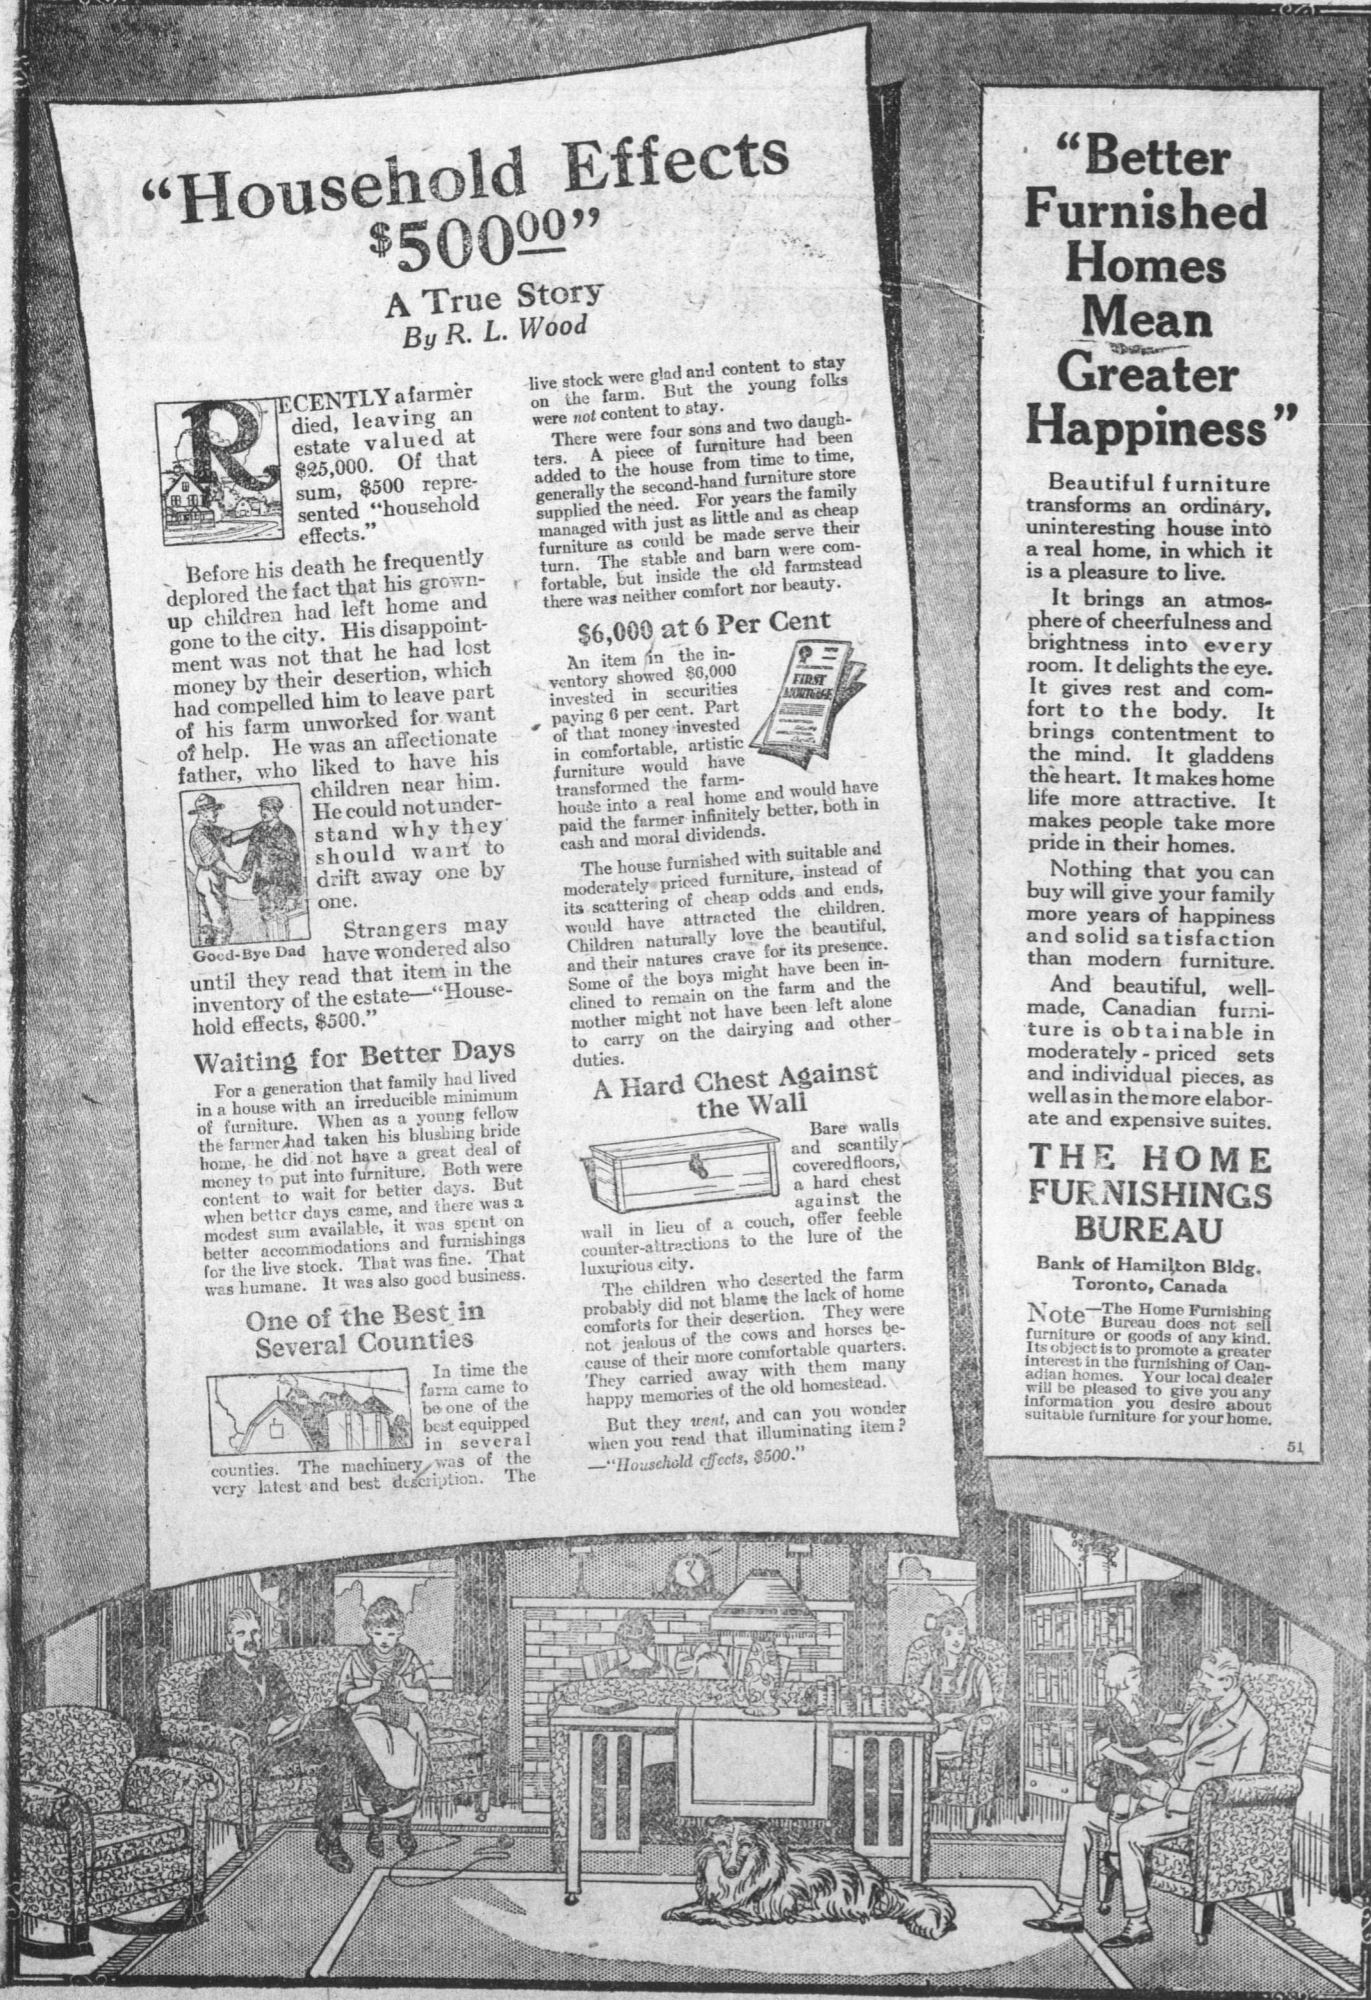 "Household Effects
$500 00"
A True Story
By R. L. Wood
RECENTLY a farmer
died, leaving an
estate valued at
$25,000. Of that
sum, $500 repre-
sented "household
effects."
Before his death he frequently
deplored the fact that his grown-
up children had left home and
gone to the city. His disappoint-
ment was not that he had lost
money by their desertion, which
had compelled him to leave part
of his farm unworked for want
of help. He was an affectionate
father, who liked to have his
children near him.
He could not under-
stand why they
should want to
drift away one by
one.
Good-Bye Dad
Strangers may
have wondered also
until they read that item in the
inventory of the estate—"House-
hold effects, $500."
Waiting for Better Days
For a generation that family had lived
in a house with an irreducible minimum
of furniture. When as a young fellow
the farmer had taken his blushing bride
home, he did not have a great deal of
money to put into furniture. Both were
content to wait for better days. But
when better days came, and there was a
modest sum available, it was spent on
better accommodations and furnishings
for the live stock. That was fine. That
was humane. It was also good business.
One of the Best in
Several Counties
In time the
farm came to
be one of the
best equipped
in several
counties. The machinery was of the
very latest and best description. The
live stock were glad and content to stay
on the farm. But the young folks
were not content to stay.
There were four sons and two daugh-
ters. A piece of furniture had been
added to the house from time to time,
generally the second-hand furniture store
supplied the need. For years the family
managed with just as little and as cheap
furniture as could be made serve their
turn. The stable and barn were com-
fortable, but inside the old farmstead
there was neither comfort nor beauty.
$6,000 at 6 Per Cent
An item in the in-
ventory showed $6,000
invested in securities
paying 6 per cent. Part
of that money invested
in comfortable, artistic
furniture would have
transformed the farm-
house into a real home and would have
paid the farmer infinitely better, both in
cash and moral dividends.
FIRST
MORTGAGE
The house furnished with suitable and
moderately priced furniture, instead of
its scattering of cheap odds and ends,
would have attracted the children.
Children naturally love the beautiful,
and their natures crave for its presence.
Some of the boys might have been in-
clined to remain on the farm and the
mother might not have been left alone
to carry on the dairying and other
duties.
A Hard Chest Against
the Wall
Bare walls
and scantily
covered floors,
a hard chest
against the
wall in lieu of a couch, offer feeble
counter-attractions to the lure of the
luxurious city.
The children who deserted the farm
probably did not blame the lack of home
comforts for their desertion. They were
not jealous of the cows and horses be-
cause of their more comfortable quarters.
They carried away with them many
happy memories of the old homestead.
But they went, and can you wonder
when you read that illuminating item?
—"Household effects, $500."
"Better
Furnished
Homes
Mean
Greater
Happiness"
Beautiful furniture
transforms an ordinary,
uninteresting house into
a real home, in which it
is a pleasure to live.
It brings an atmos-
phere of cheerfulness and
brightness into every
room. It delights the eye.
It gives rest and com-
fort to the body. It
brings contentment to
the mind. It gladdens
the heart. It makes home
life more attractive. It
makes people take more
pride in their homes.
Nothing that you can
buy will give your family
more years of happiness
and solid satisfaction
than modern furniture.
And beautiful, well-
made, Canadian furni-
ture is obtainable in
moderately-priced sets
and individual pieces, as
well as in the more elabor-
ate and expensive suites.
THE HOME
FURNISHINGS
BUREAU
Bank of Hamilton Bldg.
Toronto, Canada
Note—The Home Furnishing
Bureau does not sell
furniture or goods of any kind.
Its object is to promote a greater
interest in the furnishing of Can-
adian homes. Your local dealer
will be pleased to give you any
information you desire about
suitable furniture for your home.
51